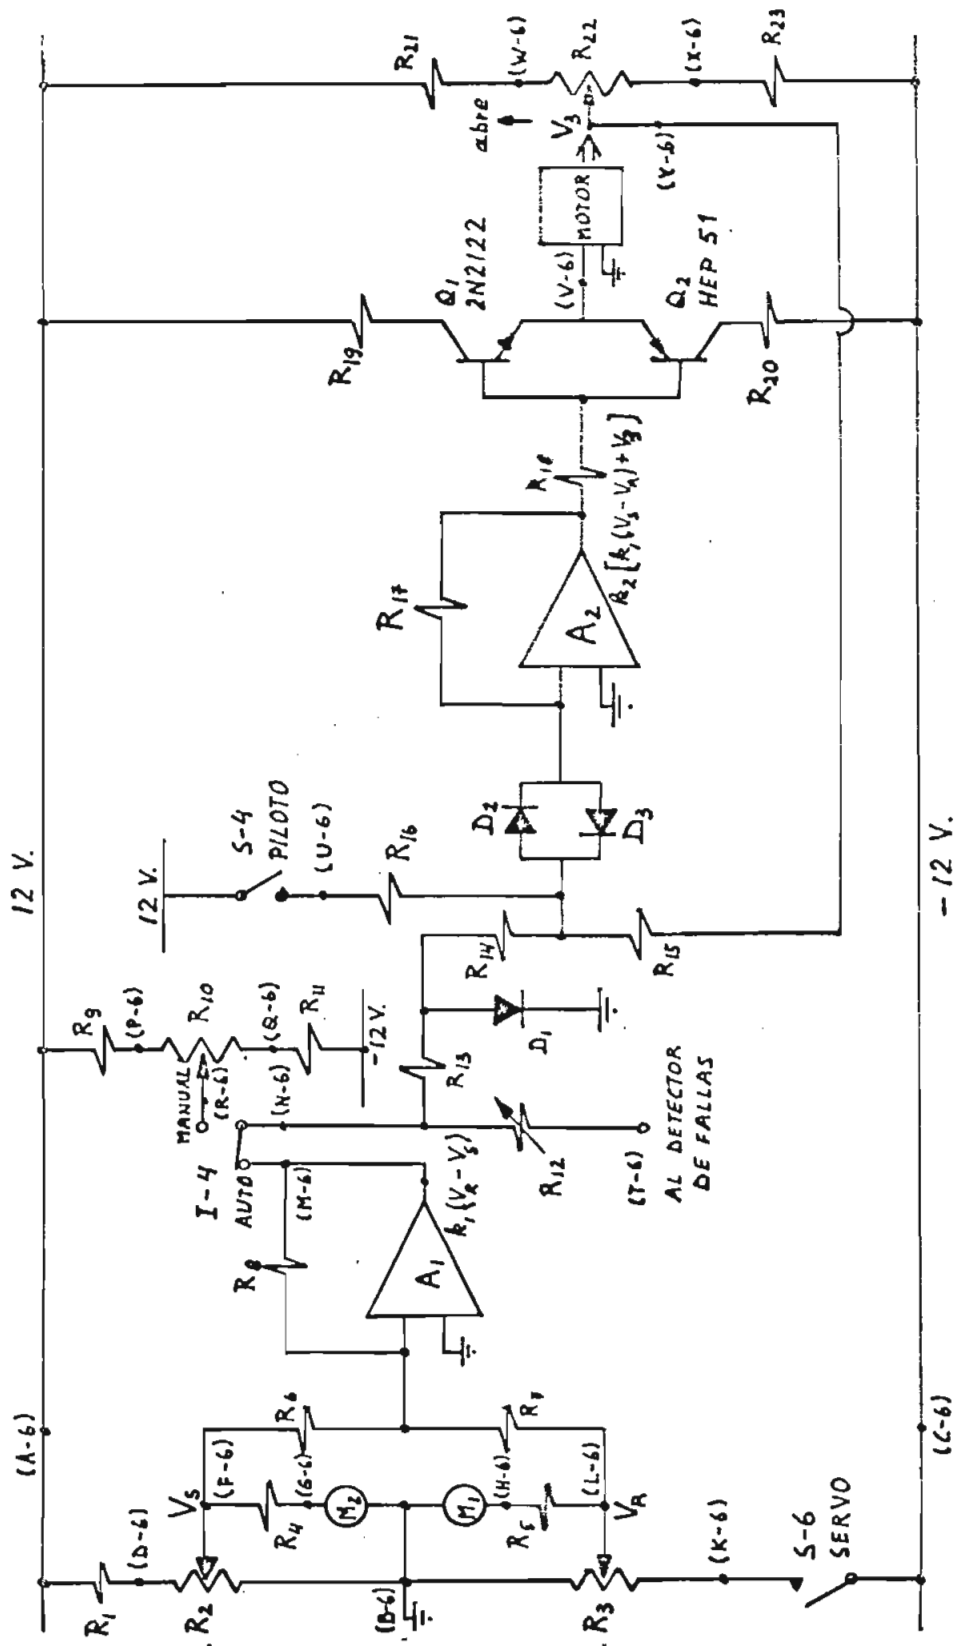 12 V.
-12 V.
(A-6)
R1
(D-6)
R2
VS
(F-6)
R4
(G-6)
M2
R6
(B-6)
M1
(H-6)
R5
R7
(L-6)
VR
R3
(K-6)
S-6
SERVO
(C-6)
R8
A1
k1(VR-VS)
I-4
AUTO
(M-6)
MANUAL
(R-6)
(N-6)
R9
(P-6)
R10
(Q-6)
R11
-12V.
R12
(T-6)
AL DETECTOR
DE FALLAS
R13
D1
R14
R15
12 V.
S-4
PILOTO
(U-6)
R16
D2
D3
R17
A2
k2[k1(VS-VR)+V3]
R18
R19
Q1
2N2122
(V-6)
Q2
HEP 51
R20
MOTOR
abre
V3
(Y-6)
R21
(W-6)
R22
(X-6)
R23